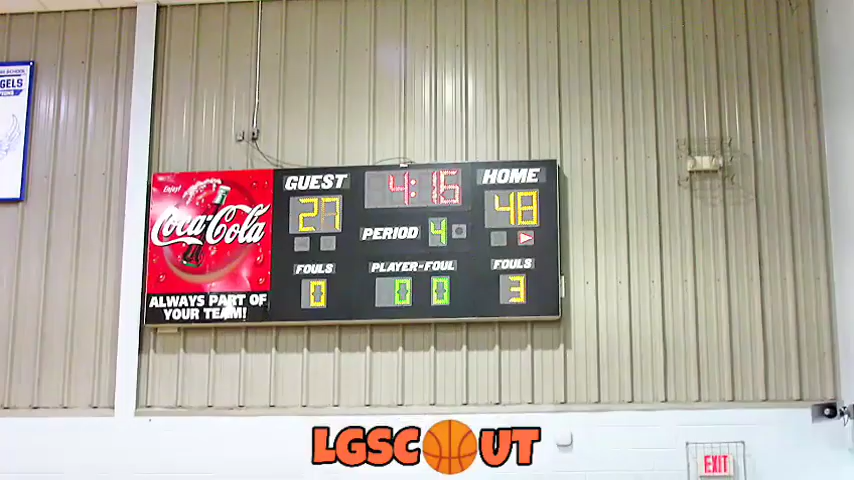 GELS
Enjoy!
Coca-Cola
ALWAYS PART OF
YOUR TEAM!
GUEST 4:15 HOME
27 48
PERIOD 4
FOULS PLAYER-FOUL FOULS
0 0 0 3
LGSCOUT
EXIT